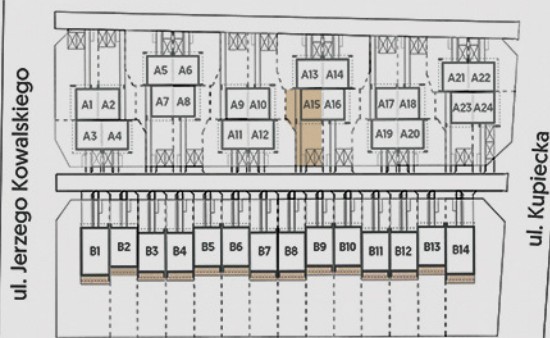 ul. Jerzego Kowalskiego
A5 A6
A13 A14
A21 A22
A1 A2
A7 A8
A9 A10
A15 A16
A17 A18
A23 A24
A3 A4
A11 A12
A19 A20
ul. Kupiecka
B1 B2 B3 B4 B5 B6 B7 B8 B9 B10 B11 B12 B13 B14